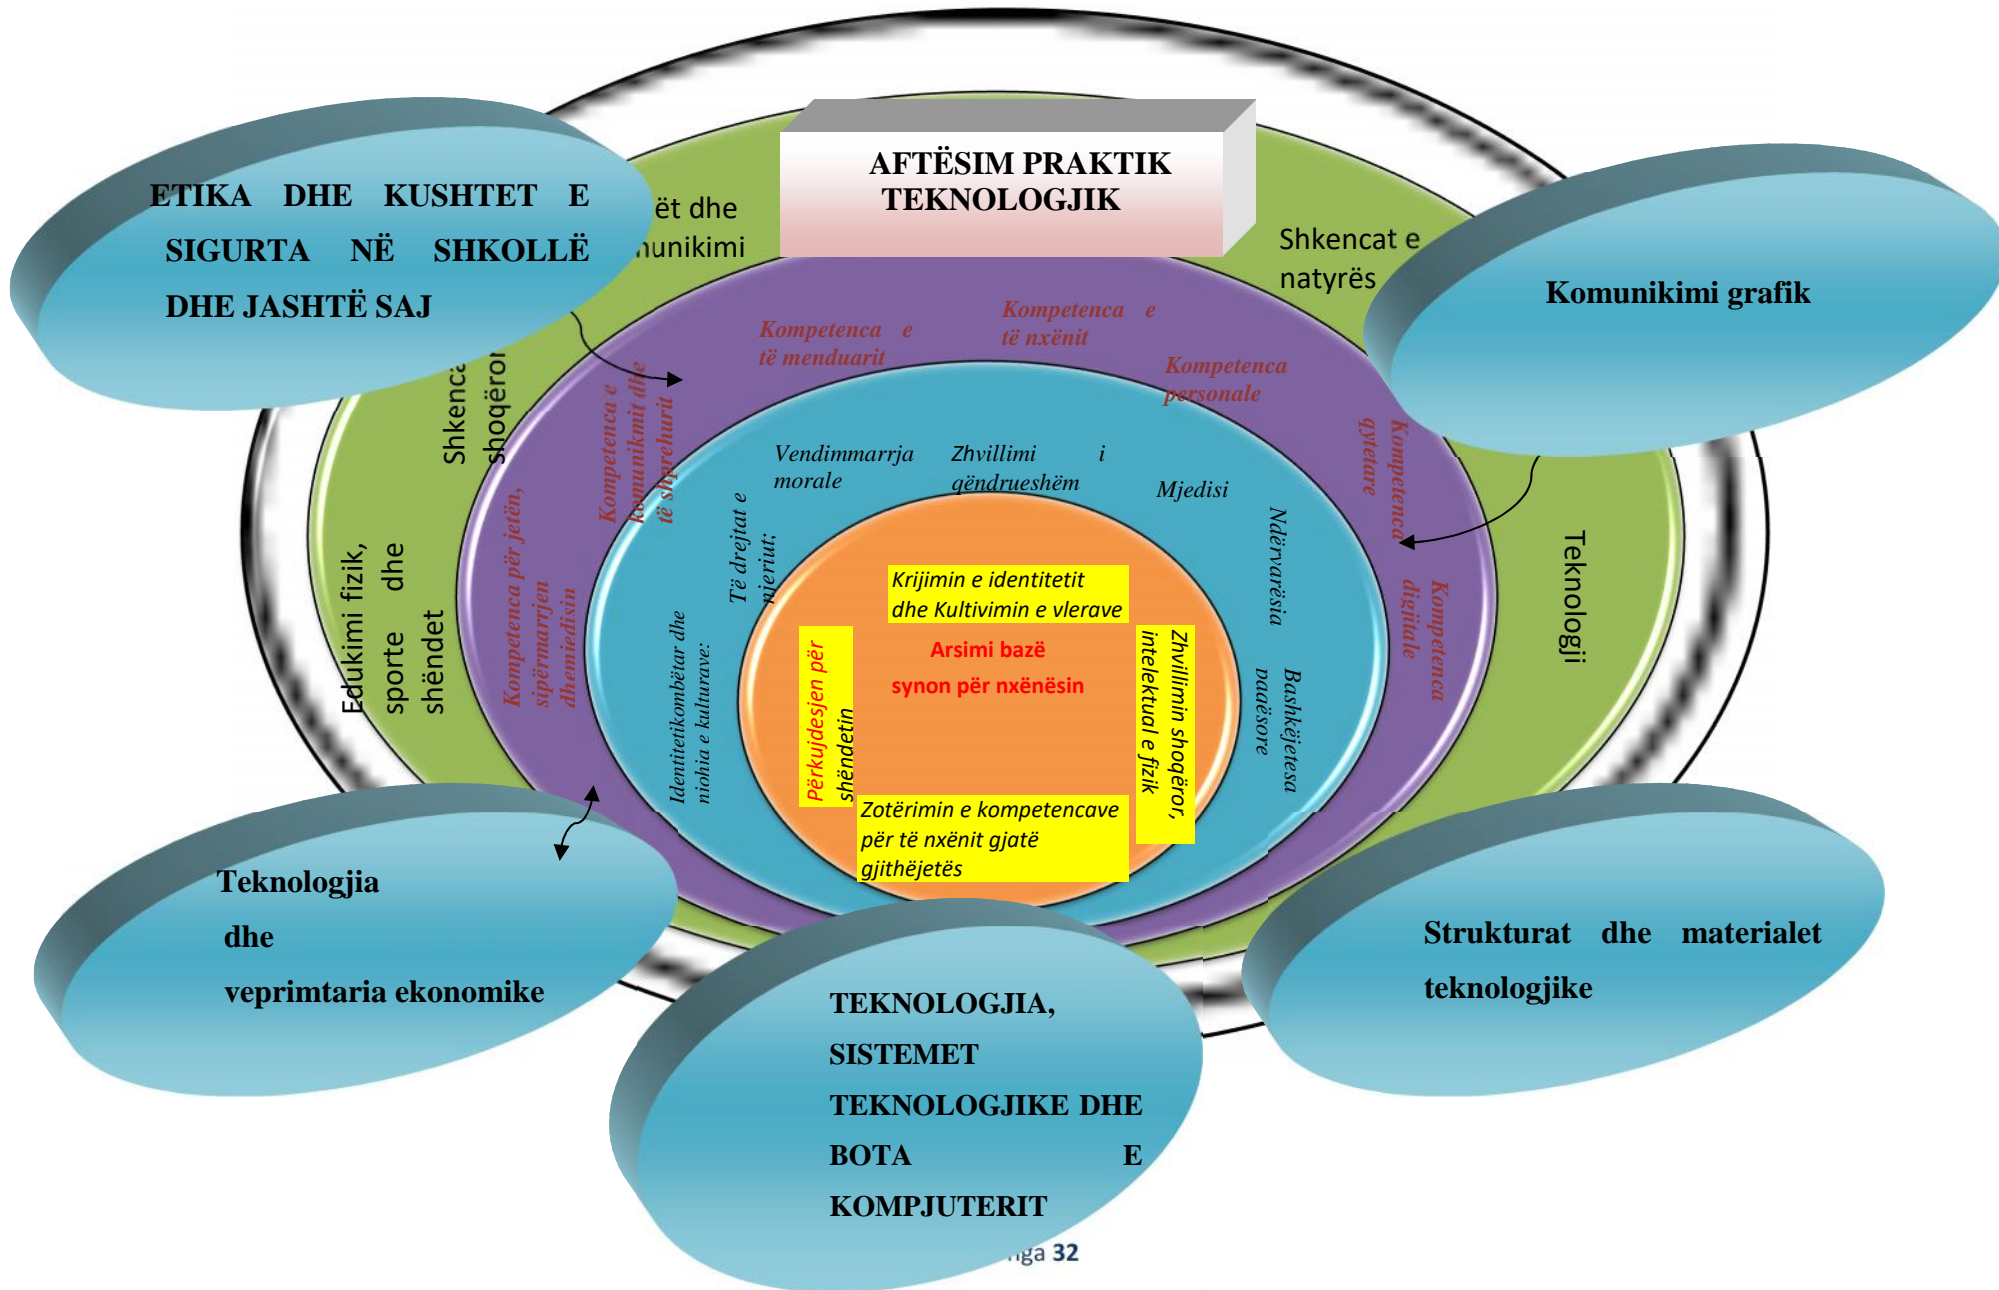 AFTËSIM PRAKTIK
TEKNOLOGJIK
ETIKA DHE KUSHTET E
SIGURTA NË SHKOLLË
DHE JASHTË SAJ
dhe
Shkencat e
natyrës
Komunikimi grafik
Kompetenca e
të menduarit
Kompetenca e
të nxënit
Kompetenca
personale
Kompetenca
qytetare
Kompetenca
digjitale
Kompetenca e
komunikmit dhe
të shprehurit
Kompetenca për jetën,
sipërmarrjen
dhemjedisin
Edukimi fizik,
sporte dhe
shëndet
Teknologji
Vendimmarrja
morale
Zhvillimi i
qëndrueshëm
Mjedisi
Ndërvarësia
Bashkëjetesa
paqësore
Të drejtat e
njeriut;
Identitetikombëtar dhe
njohja e kulturave:
Krijimin e identitetit
dhe Kultivimin e vlerave
Arsimi bazë
synon për nxënësin
Përkujdesjen për
shëndetin
Zhvillimin shoqëror,
intelektual e fizik
Zotërimin e kompetencave
për të nxënit gjatë
gjithëjetës
Teknologjia
dhe
veprimtaria ekonomike
TEKNOLOGJIA,
SISTEMET
TEKNOLOGJIKE DHE
BOTA E
KOMPJUTERIT
Strukturat dhe materialet
teknologjike
nga 32